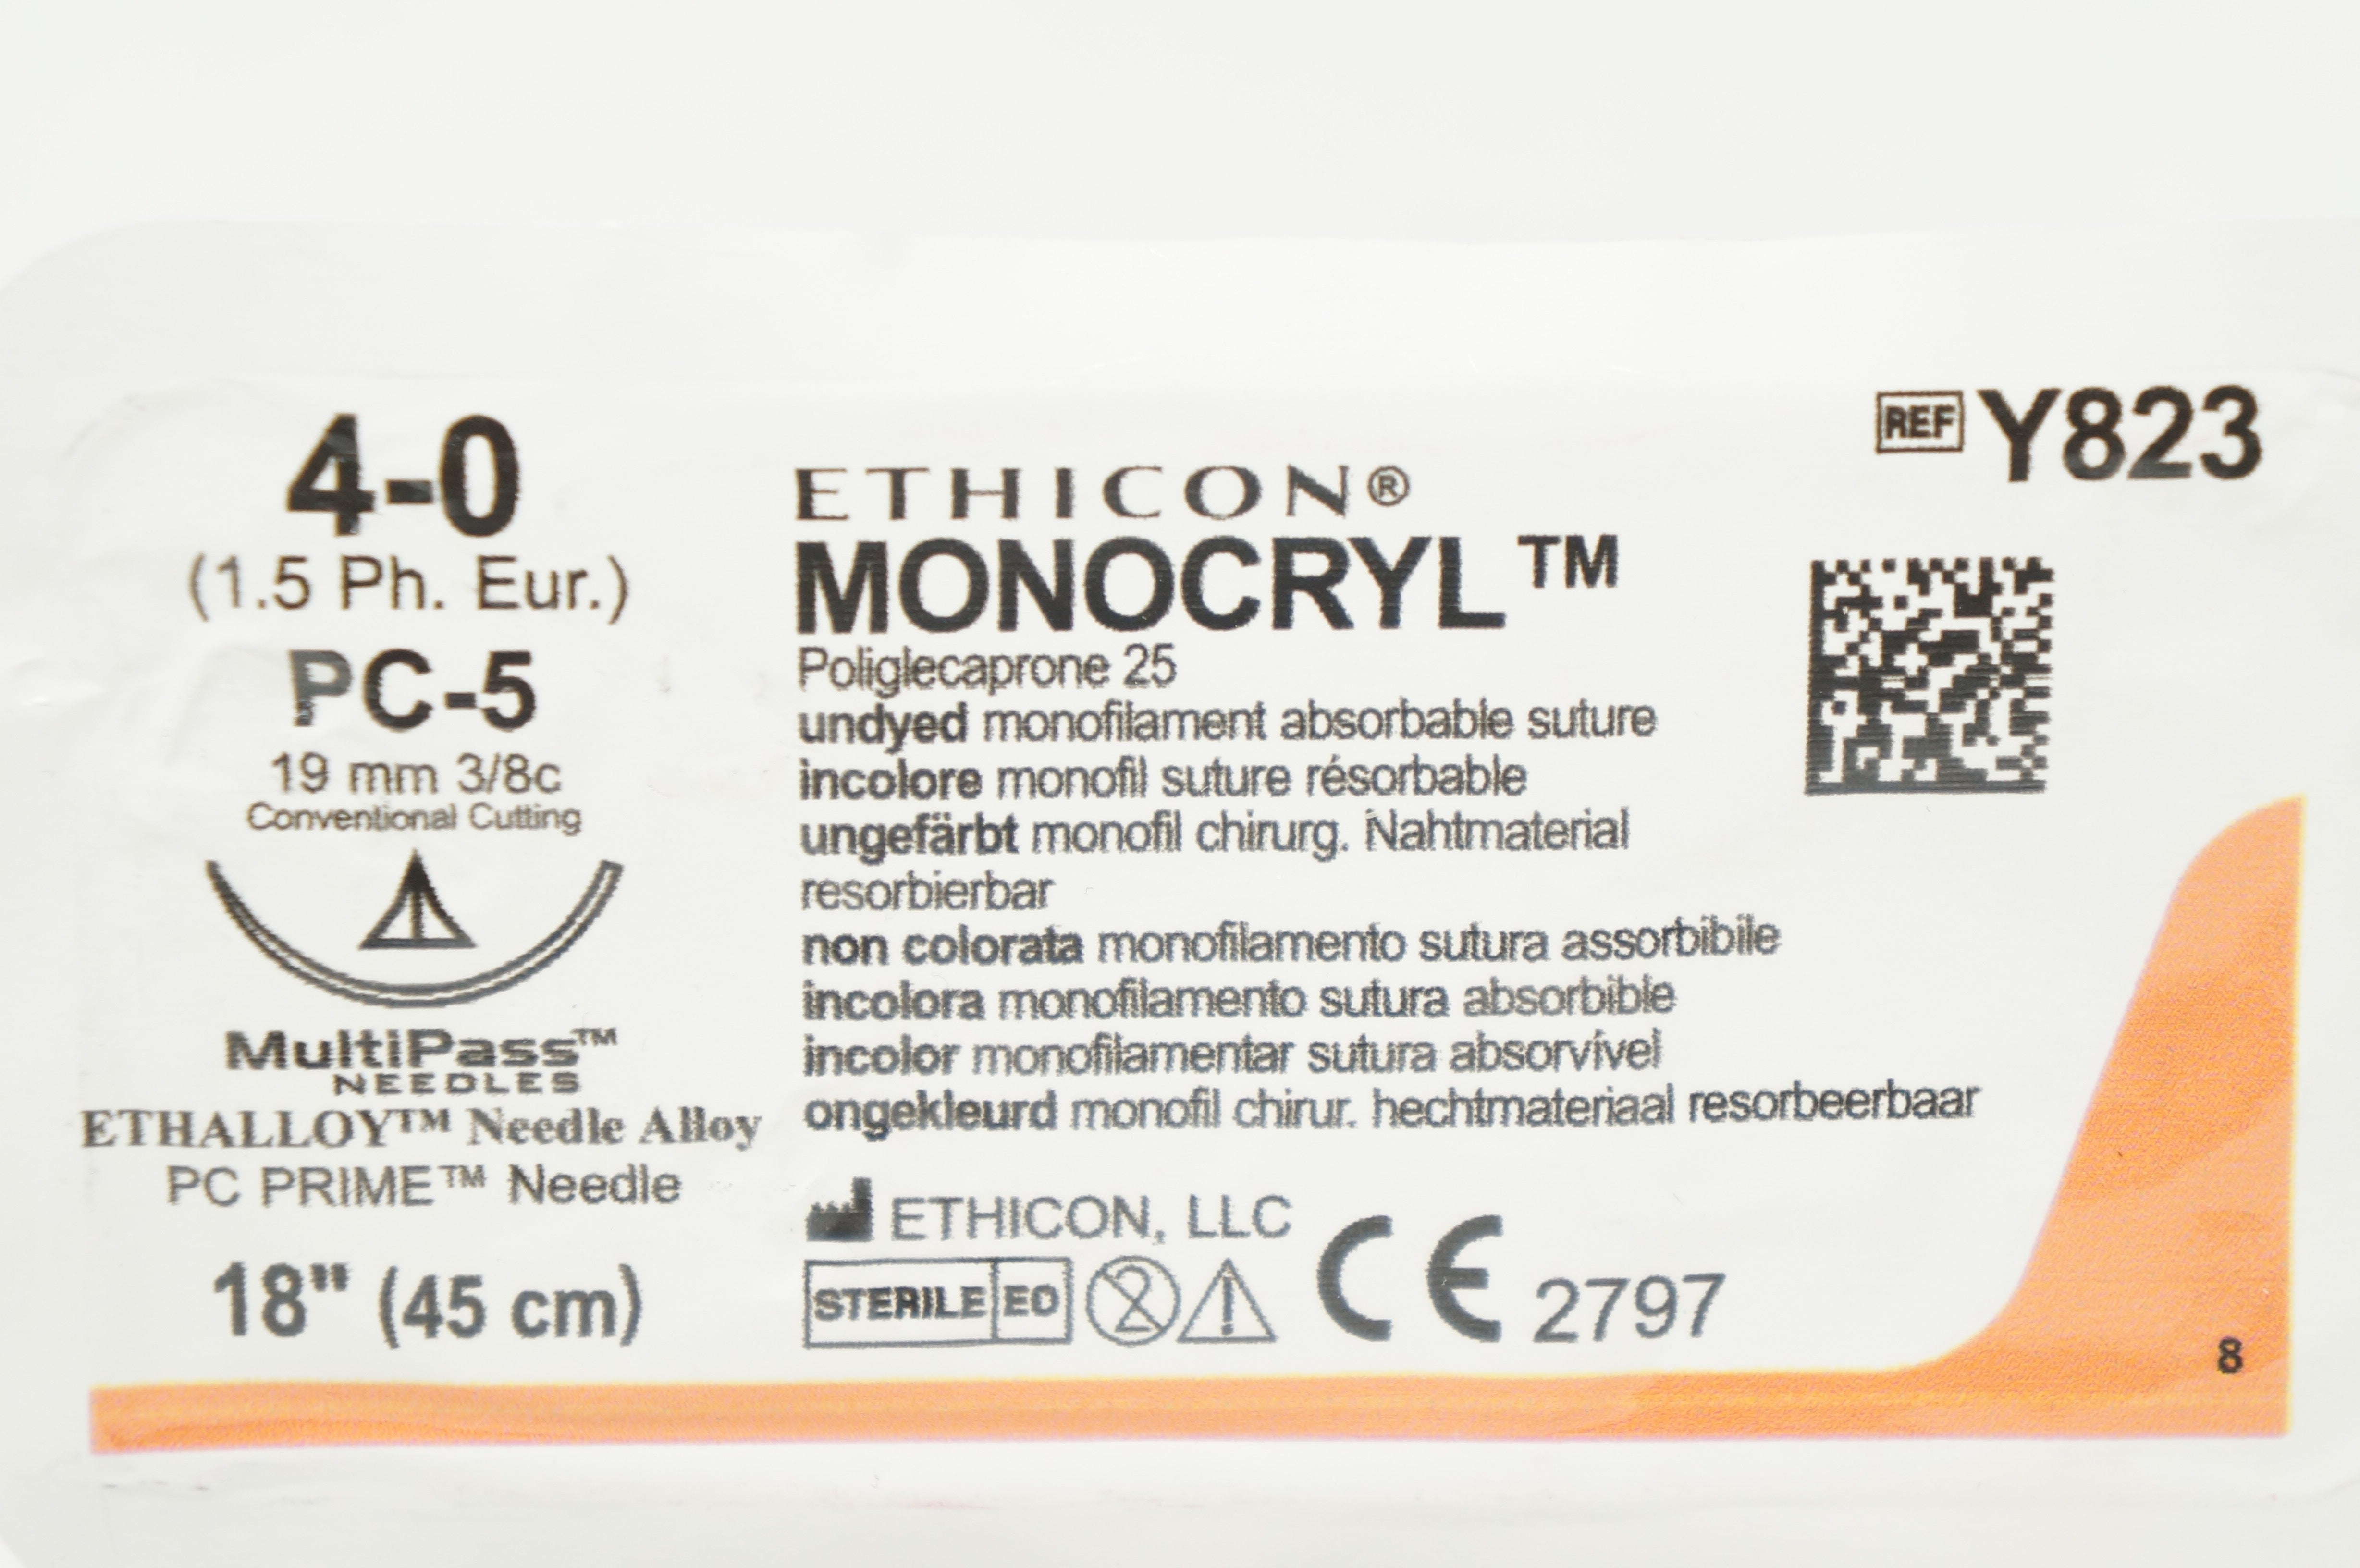 4-0
(1.5 Ph. Eur.)
PC-5
19 mm 3/8c
Conventional Cutting
MultiPass™
NEEDLES
ETHALLOY™ Needle Alloy
PC PRIME™ Needle
18" (45 cm)
ETHICON®
MONOCRYL™
Poliglecaprone 25
undyed monofilament absorbable suture
incolore monofil suture résorbable
ungefärbt monofil chirurg. Nahtmaterial
resorbierbar
non colorata monofilamento sutura assorbibile
incolora monofilamento sutura absorbible
incolor monofilamentar sutura absorvível
ongekleurd monofil chirur. hechtmateriaal resorbeerbaar
ETHICON, LLC
STERILE EO 2 ! CE 2797
REF Y823
8